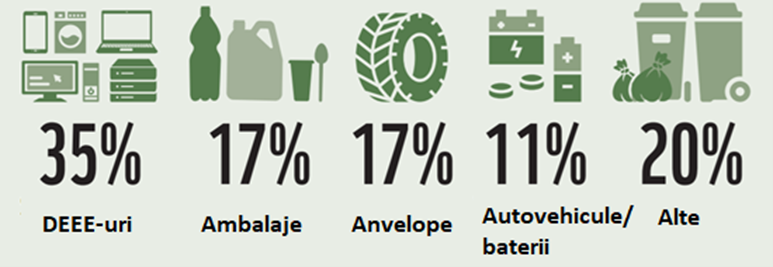 35% 17% 17% 11% 20%
DEEE-uri Ambalaje Anvelope Autovehicule/ Alte
baterii